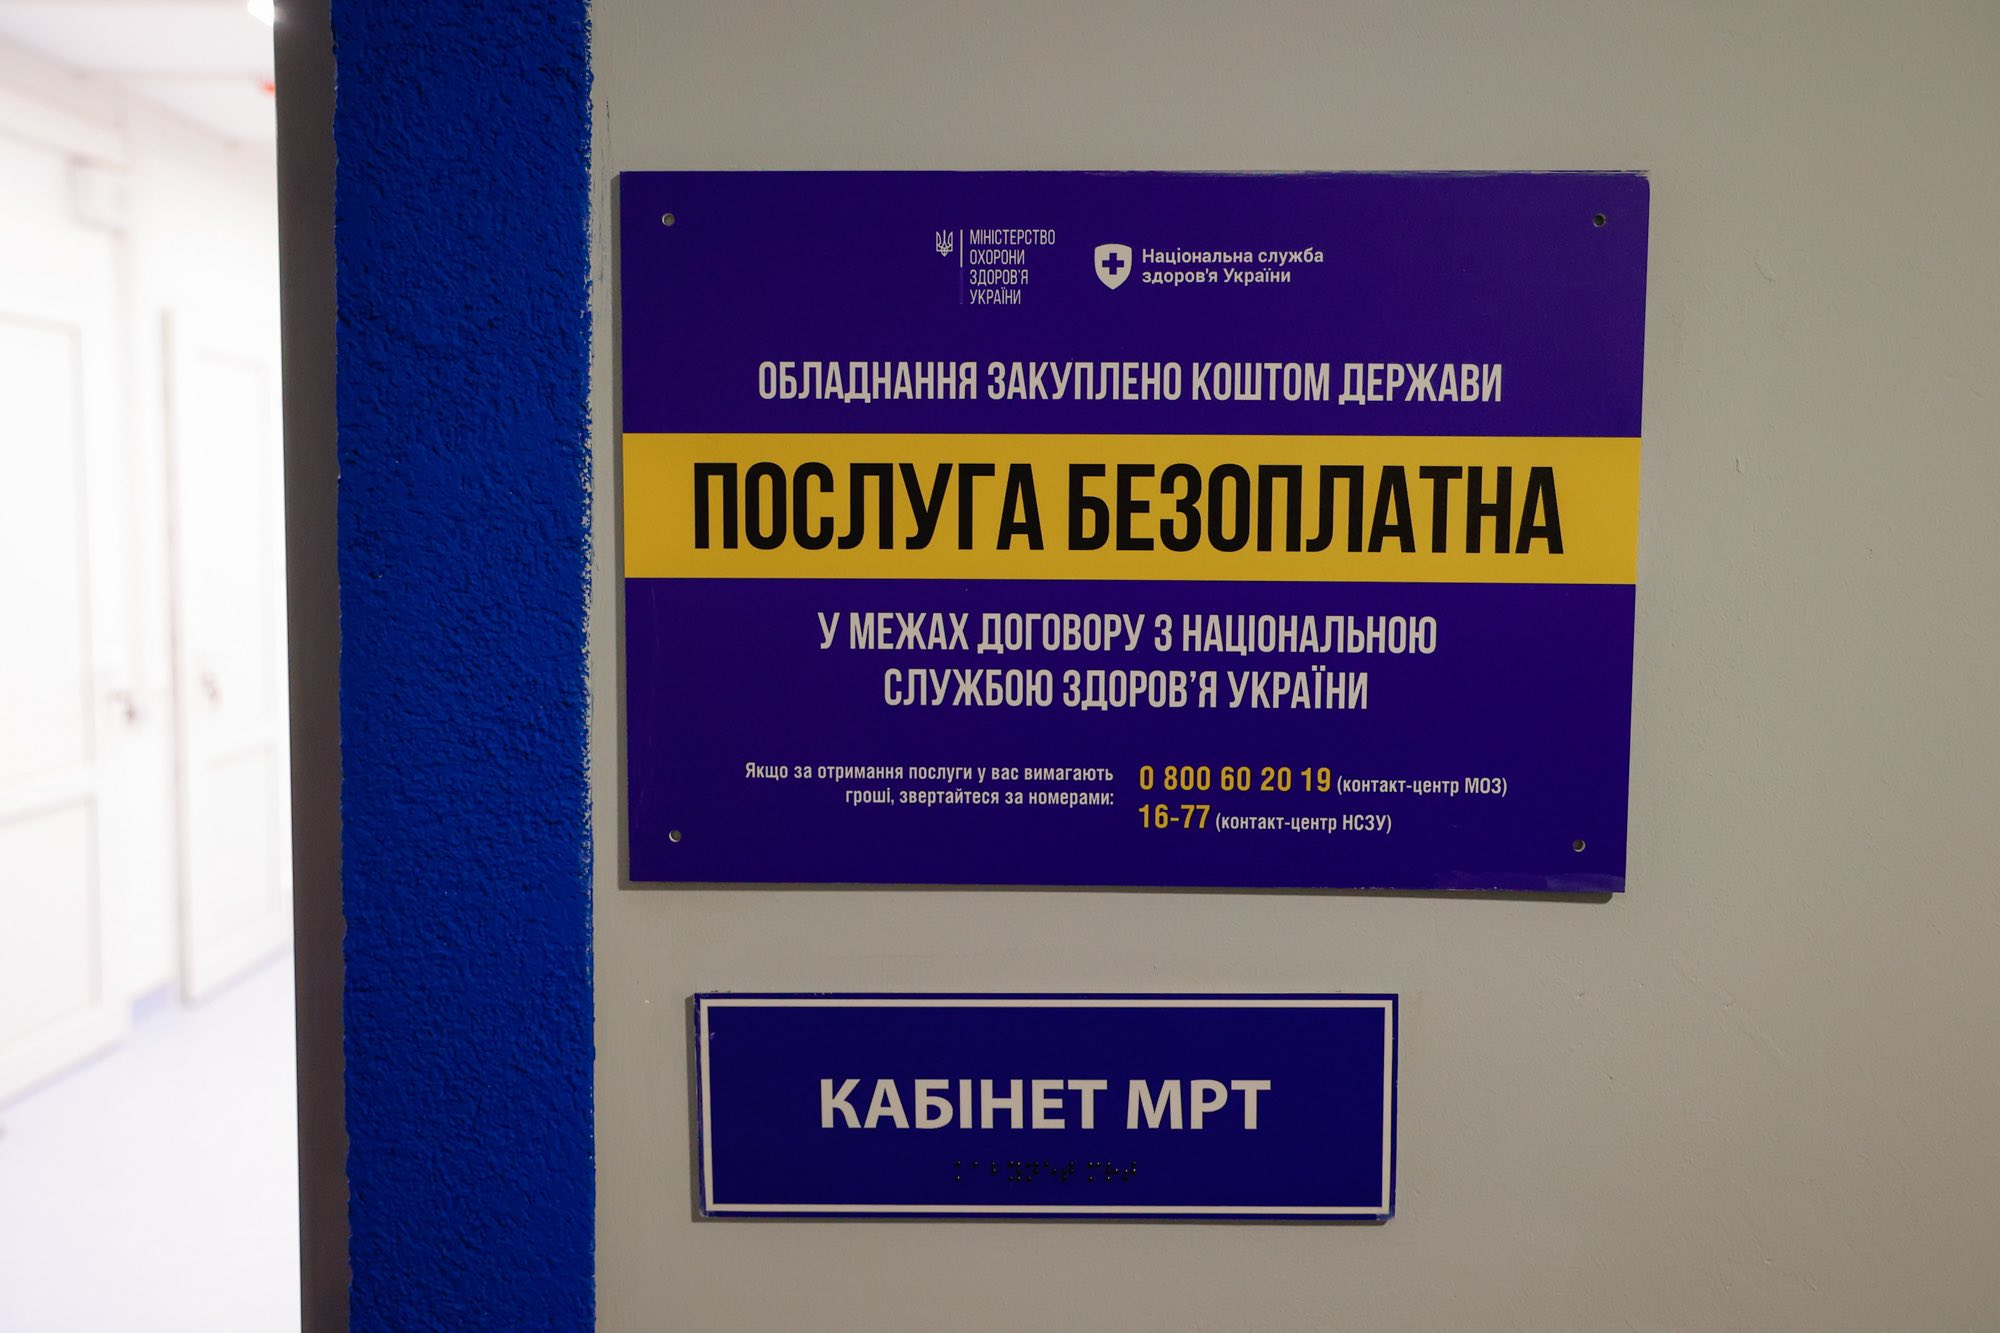 МІНІСТЕРСТВО
ОХОРОНИ
ЗДОРОВ'Я
УКРАЇНИ
Національна служба
здоров'я України
ОБЛАДНАННЯ ЗАКУПЛЕНО КОШТОМ ДЕРЖАВИ
ПОСЛУГА БЕЗОПЛАТНА
У МЕЖАХ ДОГОВОРУ З НАЦІОНАЛЬНОЮ
СЛУЖБОЮ ЗДОРОВ'Я УКРАЇНИ
Якщо за отримання послуги у вас вимагають
гроші, звертайтеся за номерами:
0 800 60 20 19 (контакт-центр МОЗ)
16-77 (контакт-центр НСЗУ)
КАБІНЕТ МРТ